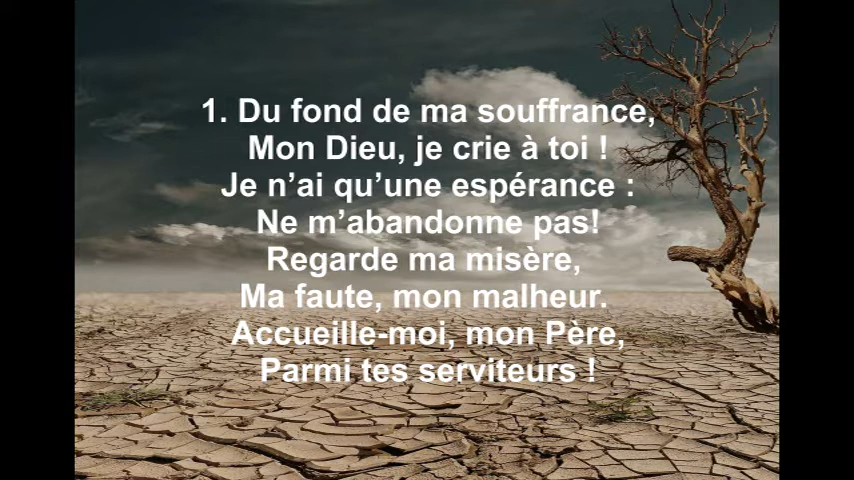 1. Du fond de ma souffrance,
Mon Dieu, je crie à toi !
Je n’ai qu’une espérance :
Ne m’abandonne pas!
Regarde ma misère,
Ma faute, mon malheur.
Accueille-moi, mon Père,
Parmi tes serviteurs !